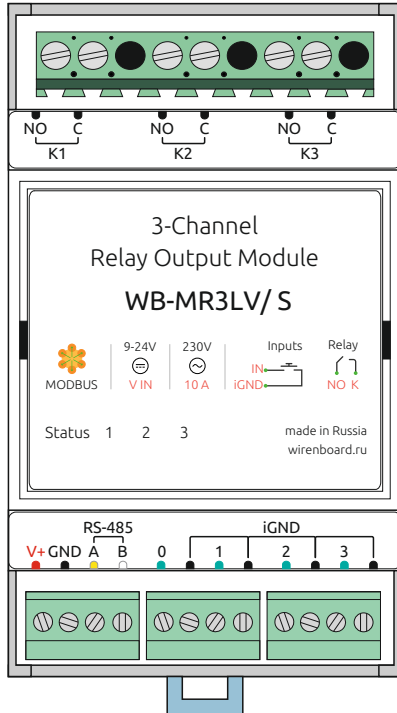 NO C NO C NO C
K1 K2 K3
3-Channel
Relay Output Module
WB-MR3LV/ S
9-24V 230V Inputs Relay
IN
MODBUS V IN 10 A iGND NO K
Status 1 2 3 made in Russia
wirenboard.ru
RS-485 iGND
V+ GND A B 0 1 2 3